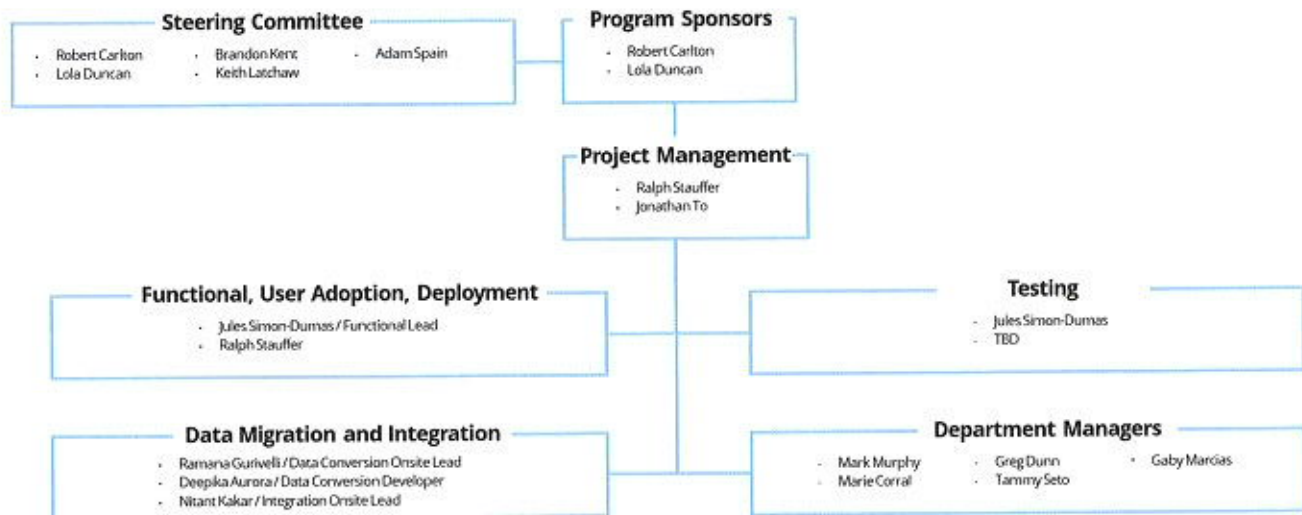 Steering Committee
• Robert Carlton
• Lola Duncan
• Brandon Kent
• Keith Latchaw
• Adam Spain
Program Sponsors
• Robert Carlton
• Lola Duncan
Project Management
• Ralph Stauffer
• Jonathan To
Functional, User Adoption, Deployment
• Jules Simon-Dumas / Functional Lead
• Ralph Stauffer
Testing
• Jules Simon-Dumas
• TBD
Data Migration and Integration
• Ramana Gurivelli / Data Conversion Onsite Lead
• Deepika Aurora / Data Conversion Developer
• Nitant Kakar / Integration Onsite Lead
Department Managers
• Mark Murphy
• Marie Corral
• Greg Dunn
• Tammy Seto
• Gaby Marcias